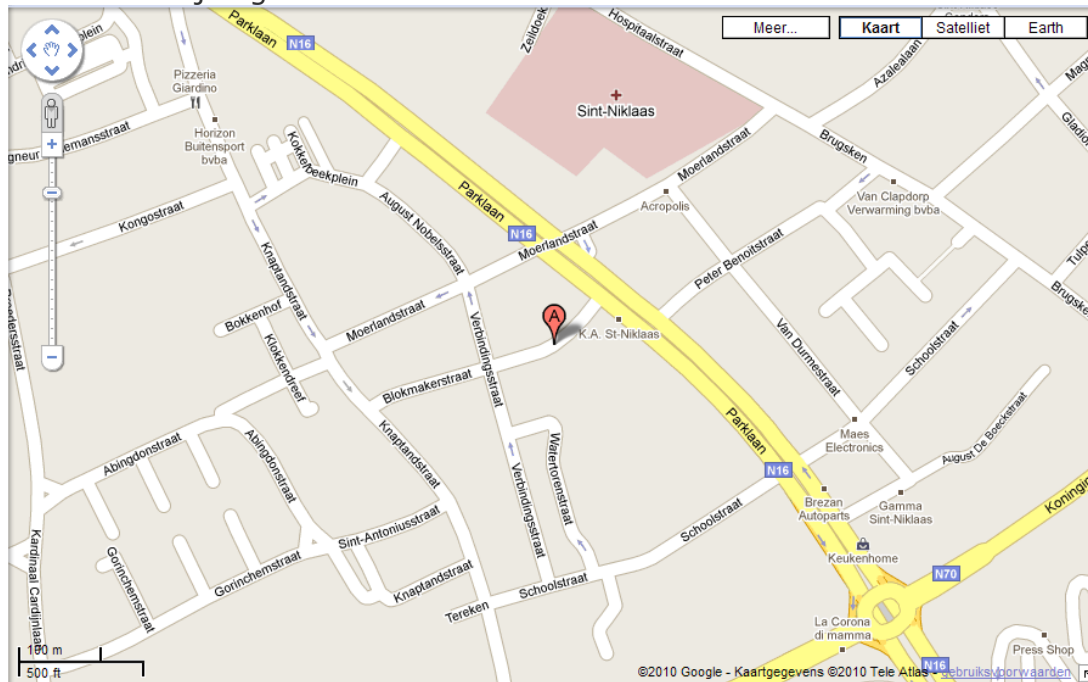 Meer...
Kaart
Satelliet
Earth
N16
Parklaan
Hospitaalstraat
Azalealaan
Pizzeria
Giardino
Horizon
Buitensport
bvba
Sint-Niklaas
Moerlandstraat
Brugsken
Van Clapdorp
Verwarming bvba
Acropolis
Kokkelbeekplein
Kongostraat
August Nobelsstraat
Parklaan
N16
Moerlandstraat
Peter Benoitstraat
Knaptandstraat
Bokkenhof
Moerlandstraat
Klokkendreef
Verbindingsstraat
A
K.A. St-Niklaas
Van Durmestraat
Schoolstraat
Brugsken
Blokmakerstraat
Parklaan
Maes
Electronics
August De Boeckstraat
Abingdonstraat
Abingdonstraat
Knaptandstraat
Watertorenstraat
Verbindingsstraat
N16
Brezan
Autoparts
Gamma
Sint-Niklaas
Schoolstraat
Sint-Antoniusstraat
Gorinchemstraat
Gorinchemstraat
Kardinaal Cardijnlaan
Knaptandstraat
Schoolstraat
Tereken
Keukenhome
N70
La Corona
di mamma
Press Shop
N16
100 m
500 ft
©2010 Google - Kaartgegevens ©2010 Tele Atlas - gebruiksvoorwaarden